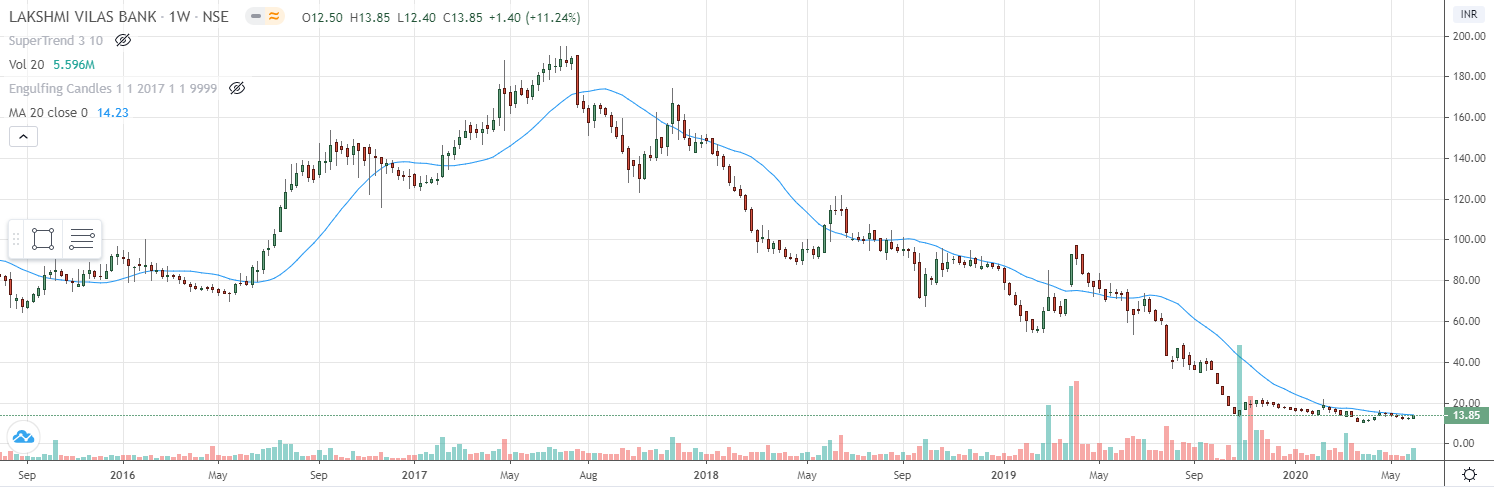 LAKSHMI VILAS BANK · 1W · NSE O12.50 H13.85 L12.40 C13.85 +1.40 (+11.24%)
INR
SuperTrend 3 10
Vol 20 5.596M
Engulfing Candles 1 1 2017 1 1 9999
MA 20 close 0 14.23
200.00
180.00
160.00
140.00
120.00
100.00
80.00
60.00
40.00
20.00
13.85
0.00
Sep 2016 May Sep 2017 May Aug 2018 May Sep 2019 May Sep 2020 May